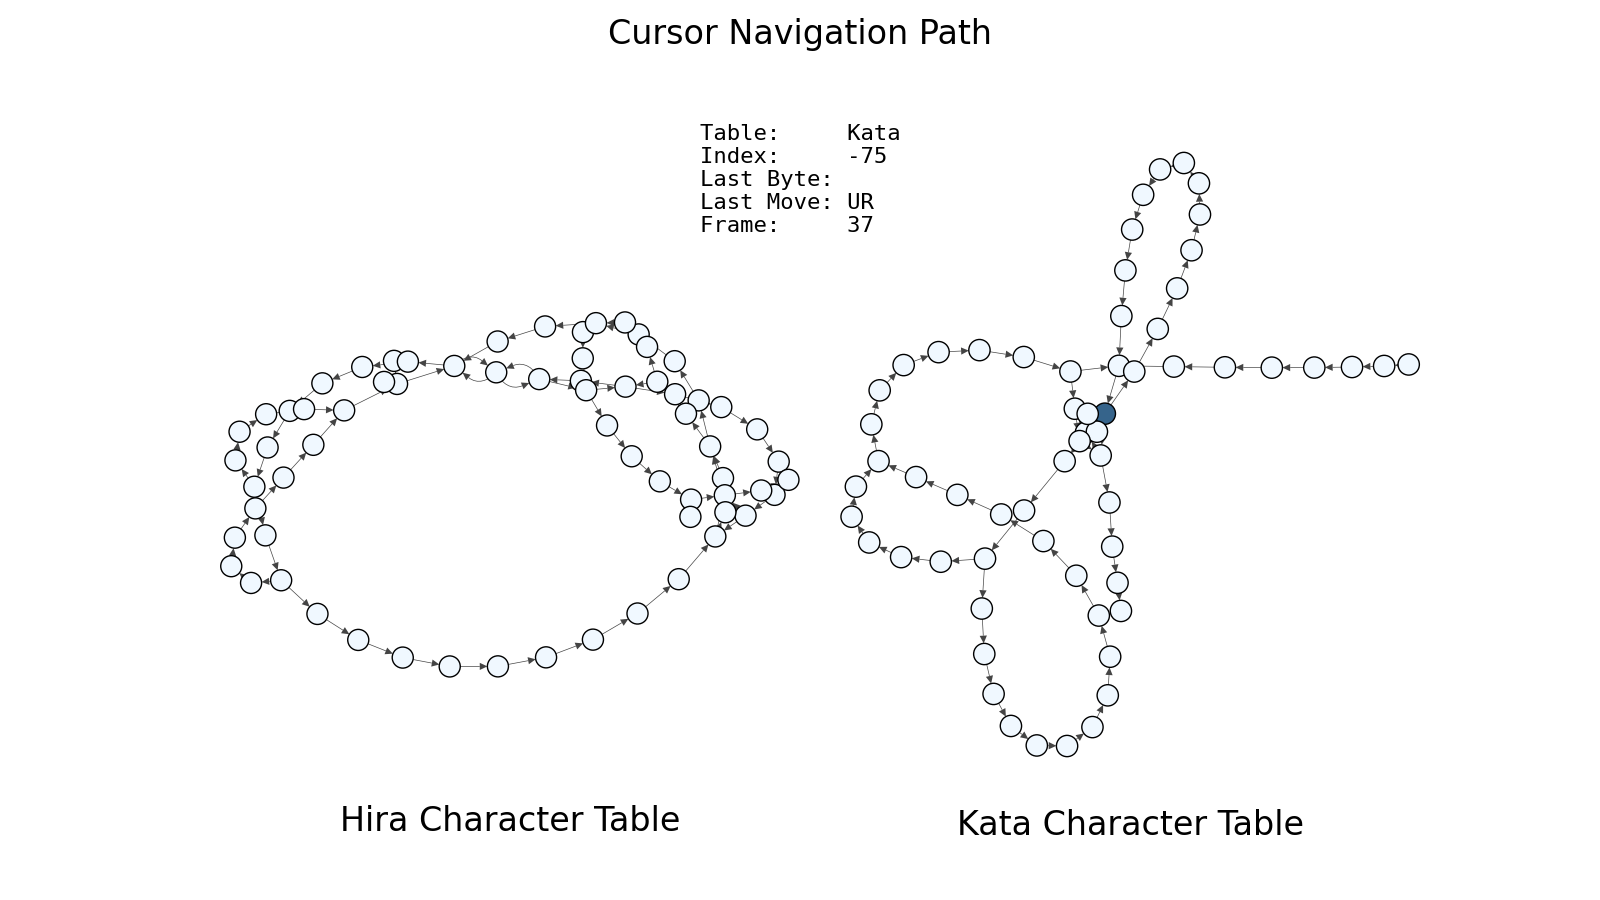 Cursor Navigation Path
Table: Kata
Index: -75
Last Byte:
Last Move: UR
Frame: 37
Hira Character Table
Kata Character Table